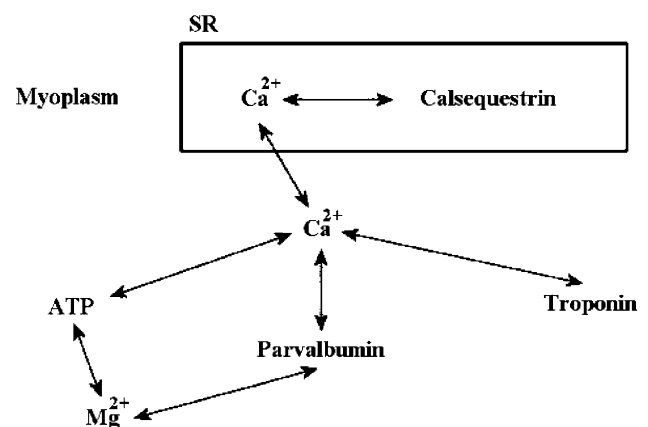 SR
Myoplasm
Ca2+
Calsequestrin
Ca2+
ATP
Troponin
Parvalbumin
Mg2+